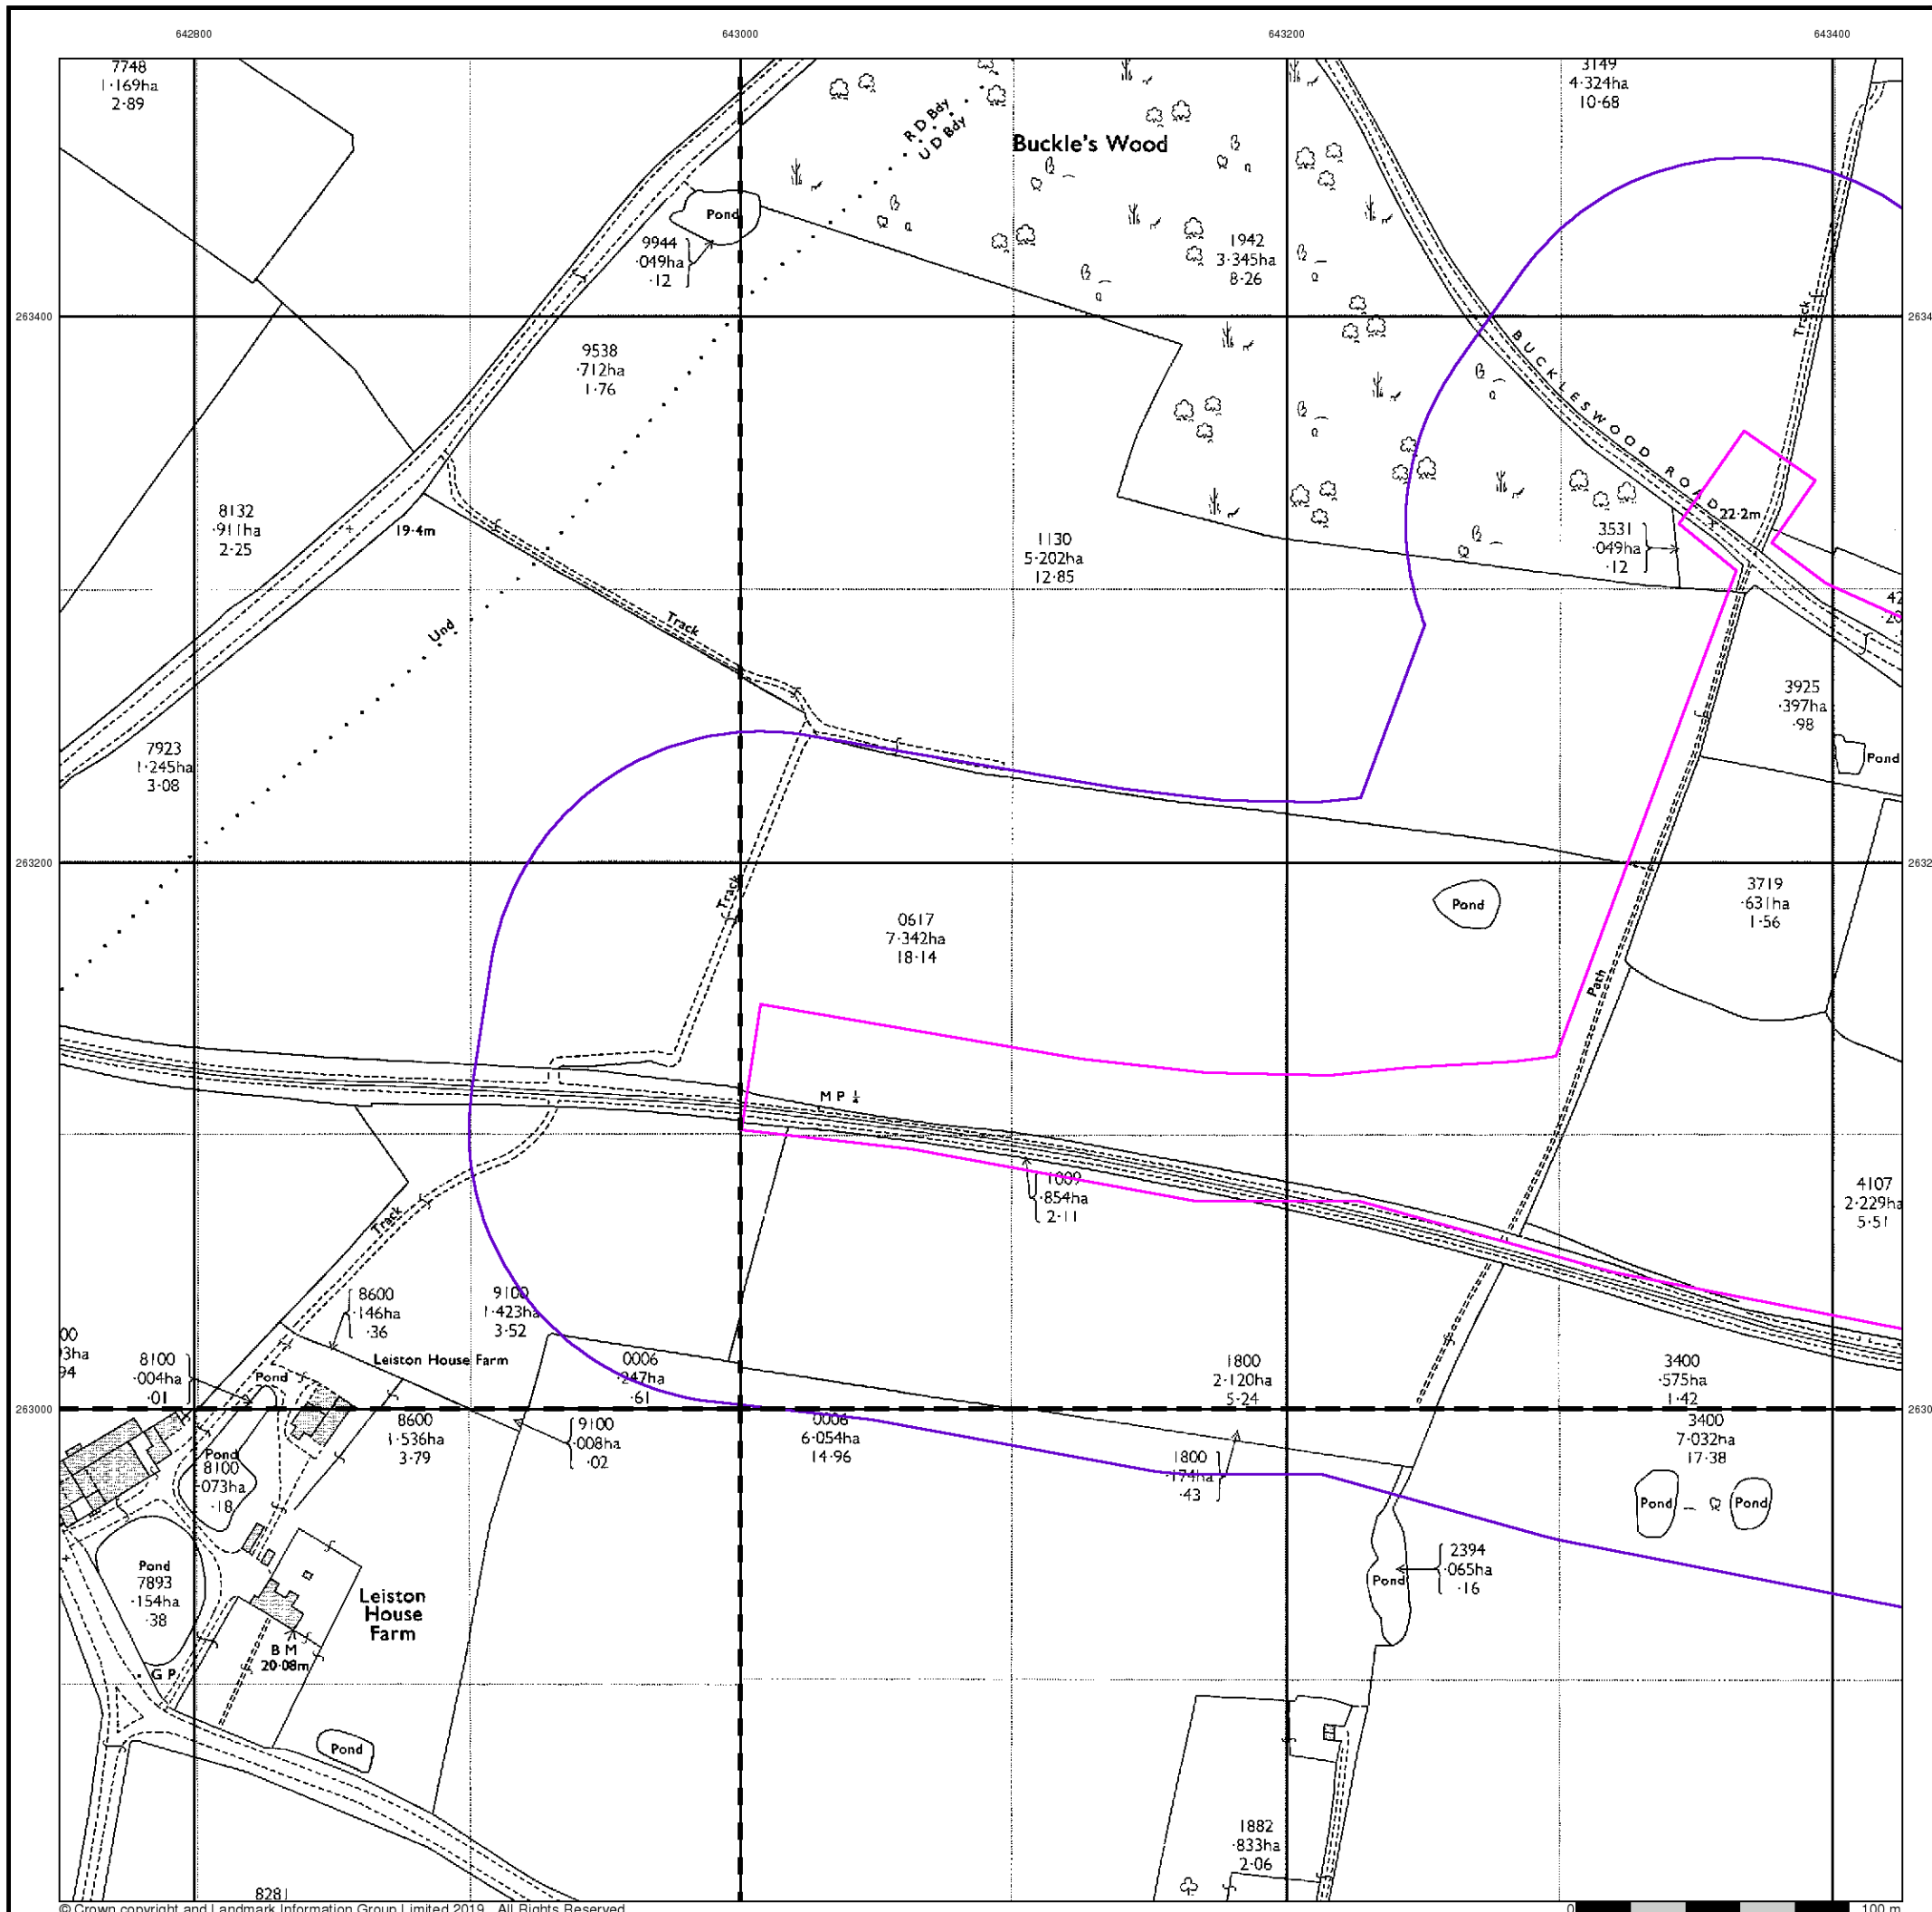 642800
643000
643200
643400
7748
1·169ha
2·89
R D Bdy
U D Bdy
Buckle's Wood
3149
4·324ha
10·68
Pond
9944
·049ha
·12
1942
3·345ha
8·26
263400
Track
BUCKLESWOOD ROAD
9538
·712ha
1·76
8132
·911ha
2·25
19·4m
1130
5·202ha
12·85
3531
·049ha
·12
22·2m
Und
Track
3925
·397ha
·98
Pond
7923
1·245ha
3·08
263200
Track
0617
7·342ha
18·14
Pond
3719
·631ha
1·56
Path
M P ¼
1009
·854ha
2·11
4107
2·229ha
5·51
Track
8600
·146ha
·36
9100
1·423ha
3·52
Leiston House Farm
8100
·004ha
·01
Pond
0006
·247ha
·61
1800
2·120ha
5·24
3400
·575ha
1·42
263000
8600
1·536ha
3·79
9100
·008ha
·02
0006
6·054ha
14·96
1800
·174ha
·43
3400
7·032ha
17·38
Pond
8100
·073ha
·18
Pond
Pond
Pond
7893
·154ha
·38
Leiston
House
Farm
2394
·065ha
·16
Pond
B M
20·08m
G P
Pond
1882
·833ha
2·06
8281
© Crown copyright and Landmark Information Group Limited 2019. All Rights Reserved
0
100 m